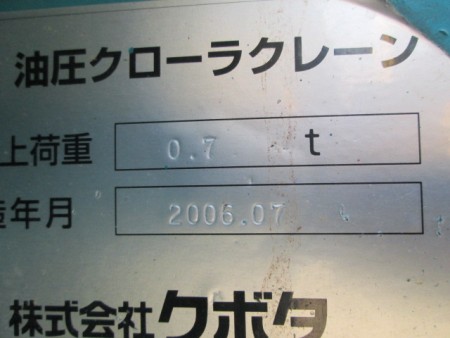 油圧クローラクレーン
上荷重 0.7 t
造年月 2006.07
株式会社クボタ